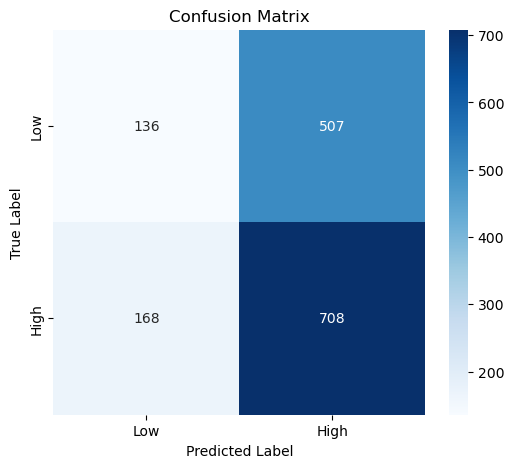 Confusion Matrix
Low
136
507
High
168
708
Low
High
True Label
Predicted Label
700
600
500
400
300
200